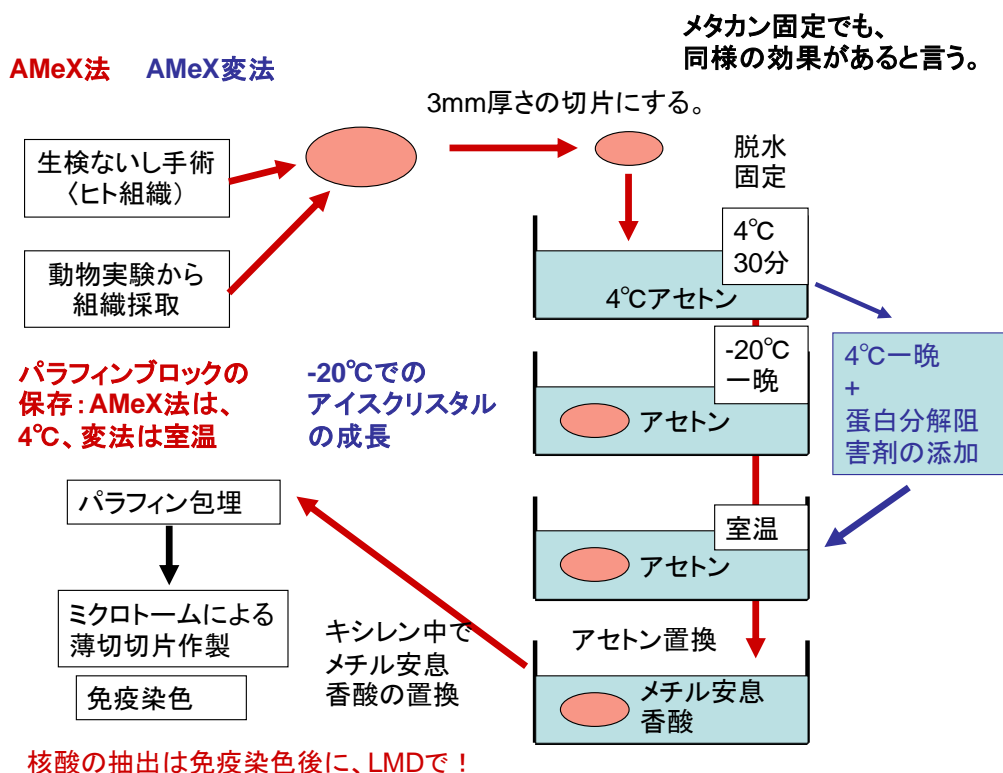 メタカン固定でも、
同様の効果があると言う。
AMeX法 AMeX変法
3mm厚さの切片にする。
生検ないし手術
〈ヒト組織〉
動物実験から
組織採取
脱水
固定
4℃
30分
4℃アセトン
-20℃
一晩
アセトン
4℃一晩
+
蛋白分解阻
害剤の添加
室温
アセトン
アセトン置換
メチル安息
香酸
キシレン中で
メチル安息
香酸の置換
パラフィンブロックの
保存：AMeX法は、
4℃、変法は室温
-20℃での
アイスクリスタル
の成長
パラフィン包埋
ミクロトームによる
薄切切片作製
免疫染色
核酸の抽出は免疫染色後に、LMDで！